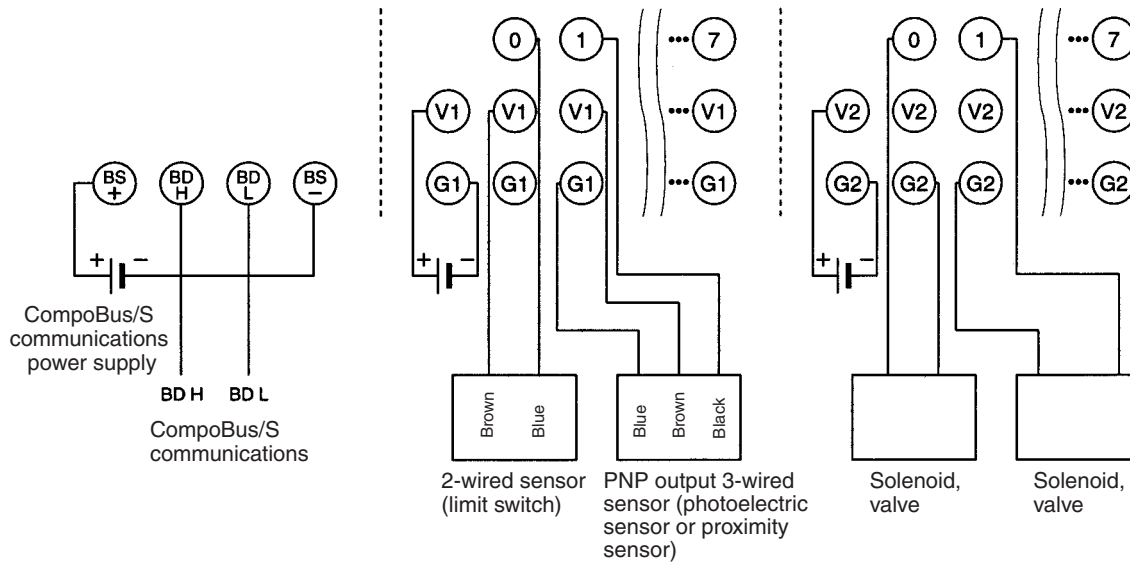 0 1 ••• 7
V1 V1 V1 ••• V1
G1 G1 G1 ••• G1
0 1 ••• 7
V2 V2 V2 ••• V2
G2 G2 G2 ••• G2
BS + BD H BD L BS −
+ −
+ −
+ −
CompoBus/S
communications
power supply
BD H BD L
CompoBus/S
communications
Brown Blue
Blue Brown Black
2-wired sensor
(limit switch)
PNP output 3-wired
sensor (photoelectric
sensor or proximity
sensor)
Solenoid,
valve
Solenoid,
valve